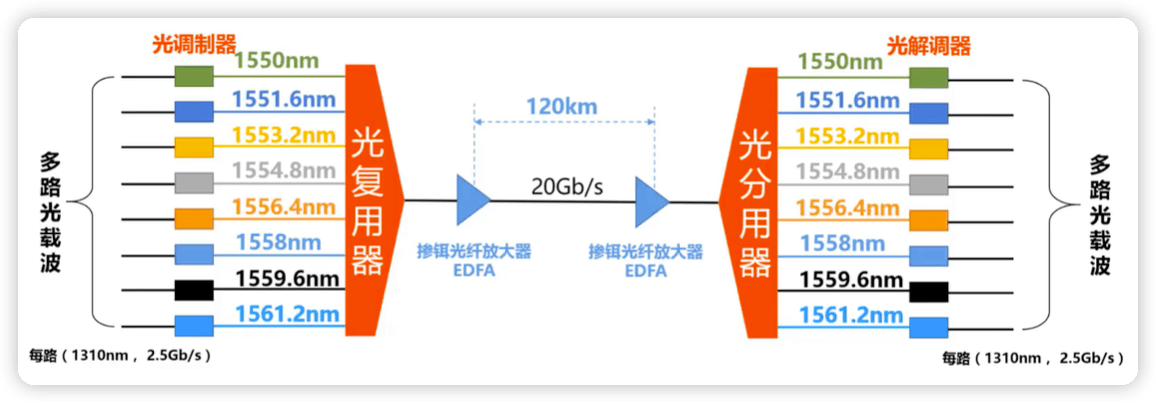 光调制器
1550nm
1551.6nm
1553.2nm
1554.8nm
1556.4nm
1558nm
1559.6nm
1561.2nm
多路光载波
每路（1310nm ，2.5Gb/s）
光复用器
120km
20Gb/s
掺铒光纤放大器
EDFA
掺铒光纤放大器
EDFA
光分用器
光解调器
1550nm
1551.6nm
1553.2nm
1554.8nm
1556.4nm
1558nm
1559.6nm
1561.2nm
多路光载波
每路（1310nm ，2.5Gb/s）